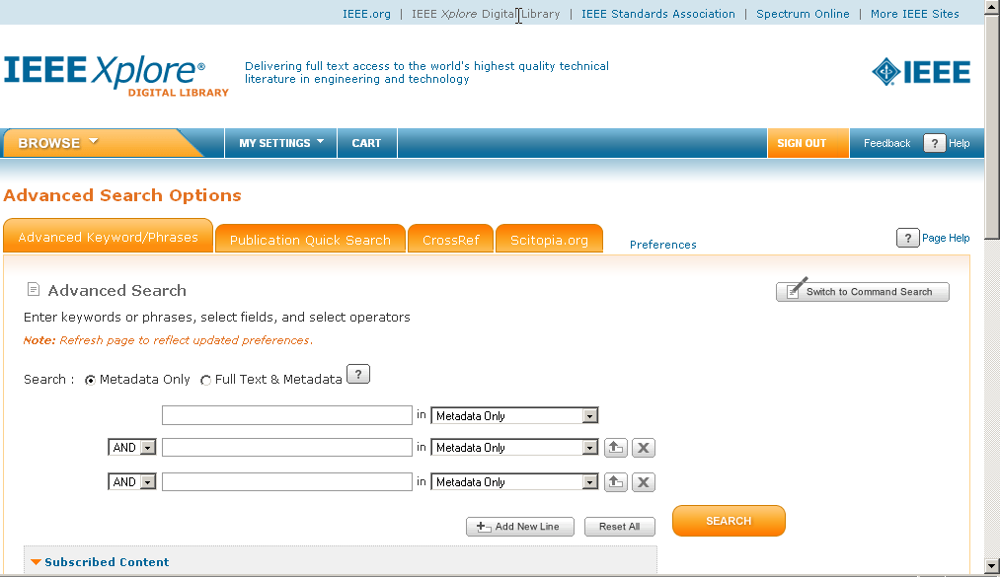 IEEE.org | IEEE Xplore Digital Library | IEEE Standards Association | Spectrum Online | More IEEE Sites
IEEE Xplore®
DIGITAL LIBRARY
Delivering full text access to the world's highest quality technical
literature in engineering and technology
IEEE
BROWSE MY SETTINGS CART SIGN OUT Feedback ? Help
Advanced Search Options
Advanced Keyword/Phrases Publication Quick Search CrossRef Scitopia.org Preferences ? Page Help
Advanced Search Switch to Command Search
Enter keywords or phrases, select fields, and select operators
Note: Refresh page to reflect updated preferences.
Search : Metadata Only Full Text & Metadata ?
in Metadata Only
AND in Metadata Only X
AND in Metadata Only X
Add New Line Reset All SEARCH
Subscribed Content